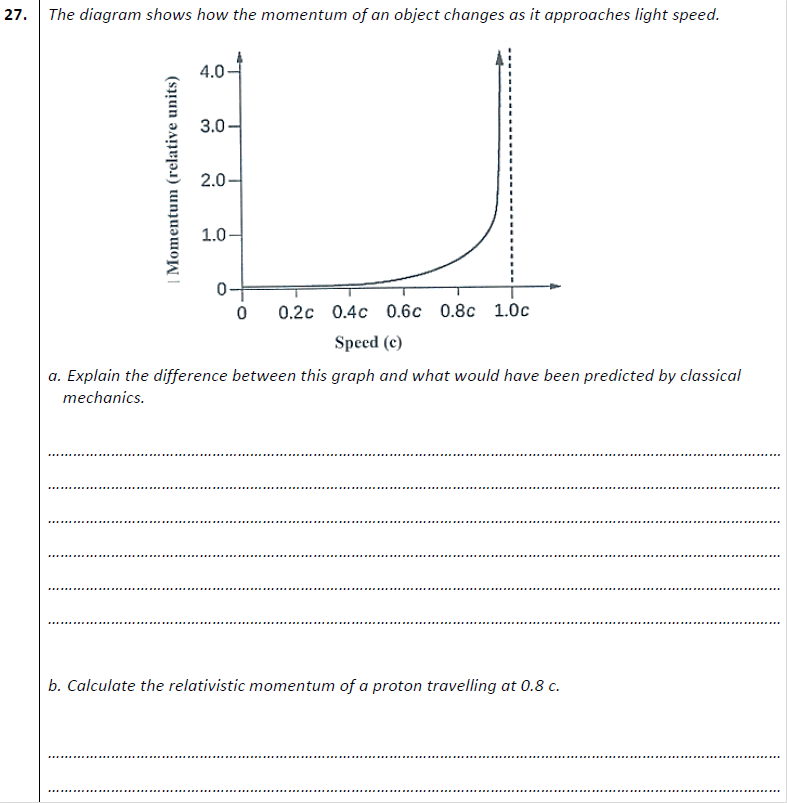 27. The diagram shows how the momentum of an object changes as it approaches light speed.
Momentum (relative units)
4.0
3.0
2.0
1.0
0
0 0.2c 0.4c 0.6c 0.8c 1.0c
Speed (c)
a. Explain the difference between this graph and what would have been predicted by classical
mechanics.
b. Calculate the relativistic momentum of a proton travelling at 0.8 c.